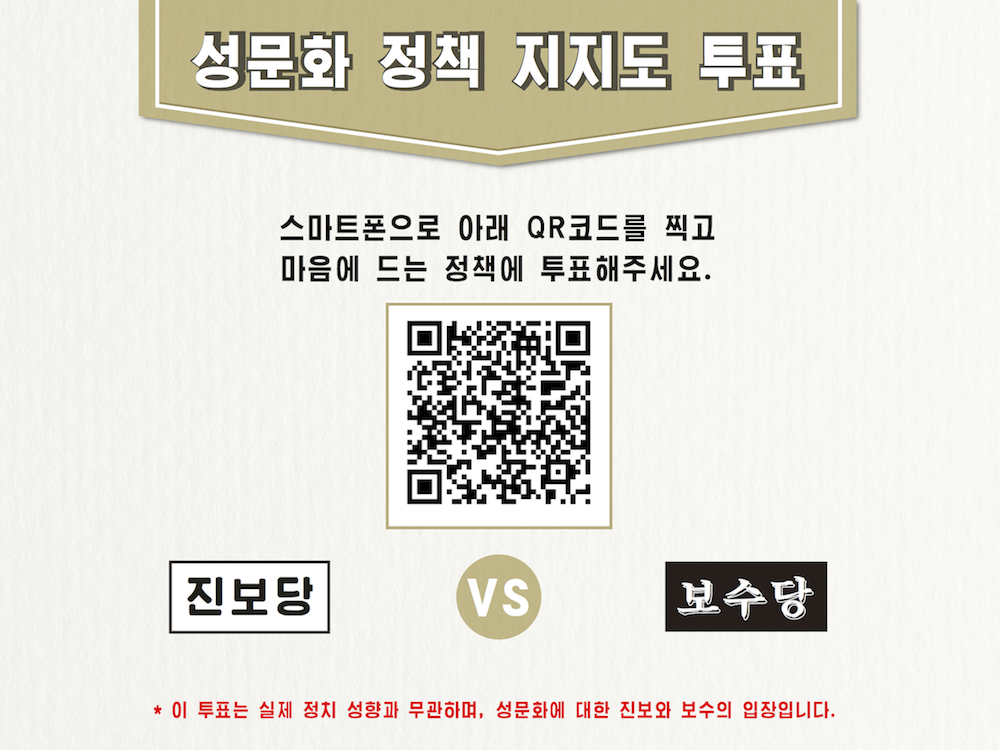 성문화 정책 지지도 투표
스마트폰으로 아래 QR코드를 찍고
마음에 드는 정책에 투표해주세요.
진보당
VS
보수당
* 이 투표는 실제 정치 성향과 무관하며, 성문화에 대한 진보와 보수의 입장입니다.